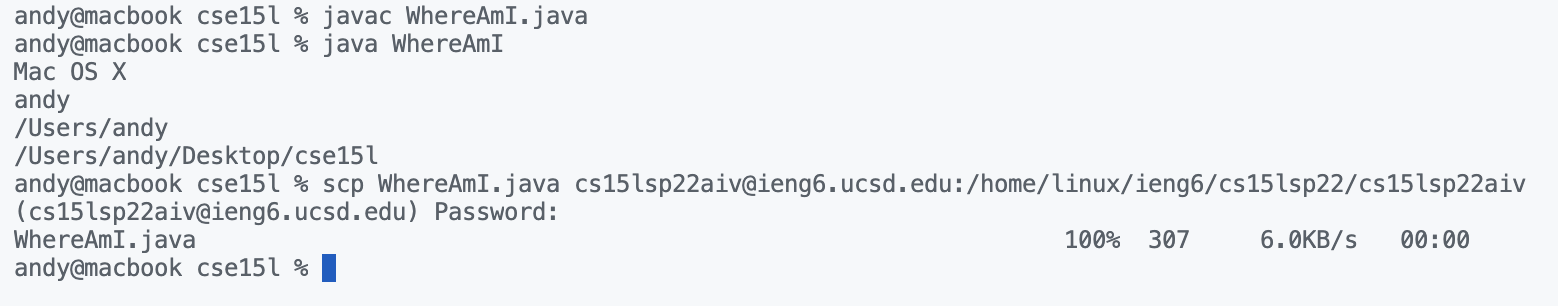 andy@macbook cse15l % javac WhereAmI.java
andy@macbook cse15l % java WhereAmI
Mac OS X
andy
/Users/andy
/Users/andy/Desktop/cse15l
andy@macbook cse15l % scp WhereAmI.java cs15lsp22aiv@ieng6.ucsd.edu:/home/linux/ieng6/cs15lsp22/cs15lsp22aiv
(cs15lsp22aiv@ieng6.ucsd.edu) Password:
WhereAmI.java 100% 307 6.0KB/s 00:00
andy@macbook cse15l %